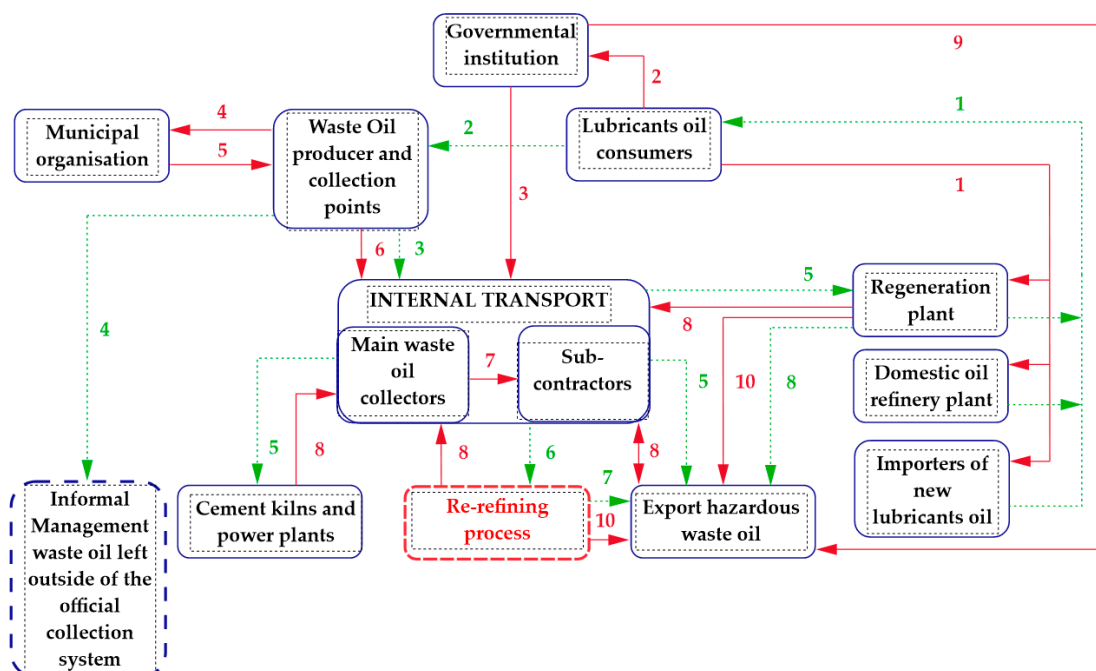 Governmental
institution
9
2
1
4
Municipal
organisation
5
Waste Oil
producer and
collection
points
2
Lubricants oil
consumers
1
3
6
3
4
INTERNAL TRANSPORT
5
8
Regeneration
plant
Main waste
oil
collectors
7
Sub-
contractors
5
10
8
Domestic oil
refinery plant
5
8
8
6
8
7
10
Importers of
new
lubricants oil
Informal
Management
waste oil left
outside of the
official
collection
system
Cement kilns and
power plants
Re-refining
process
Export hazardous
waste oil